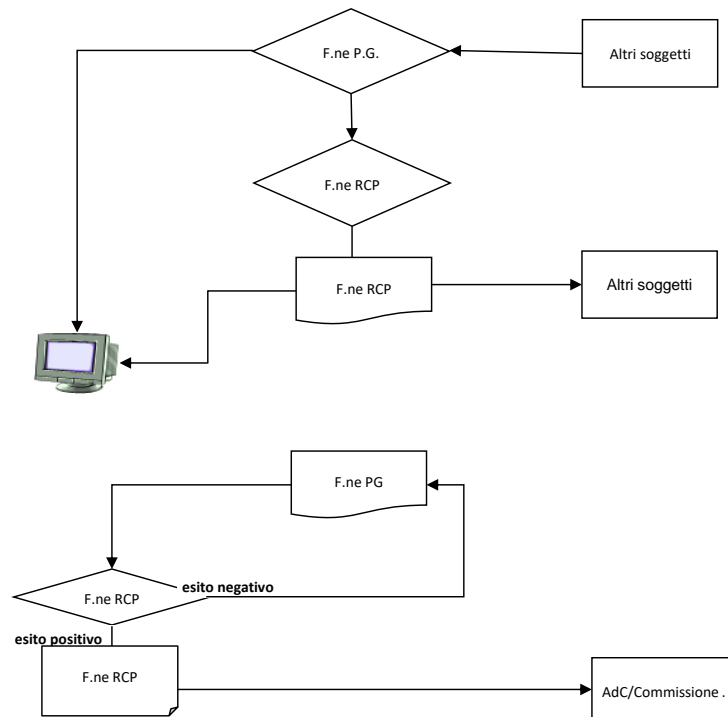 F.ne P.G.
Altri soggetti
F.ne RCP
F.ne RCP
Altri soggetti
F.ne PG
esito negativo
F.ne RCP
esito positivo
F.ne RCP
AdC/Commissione .